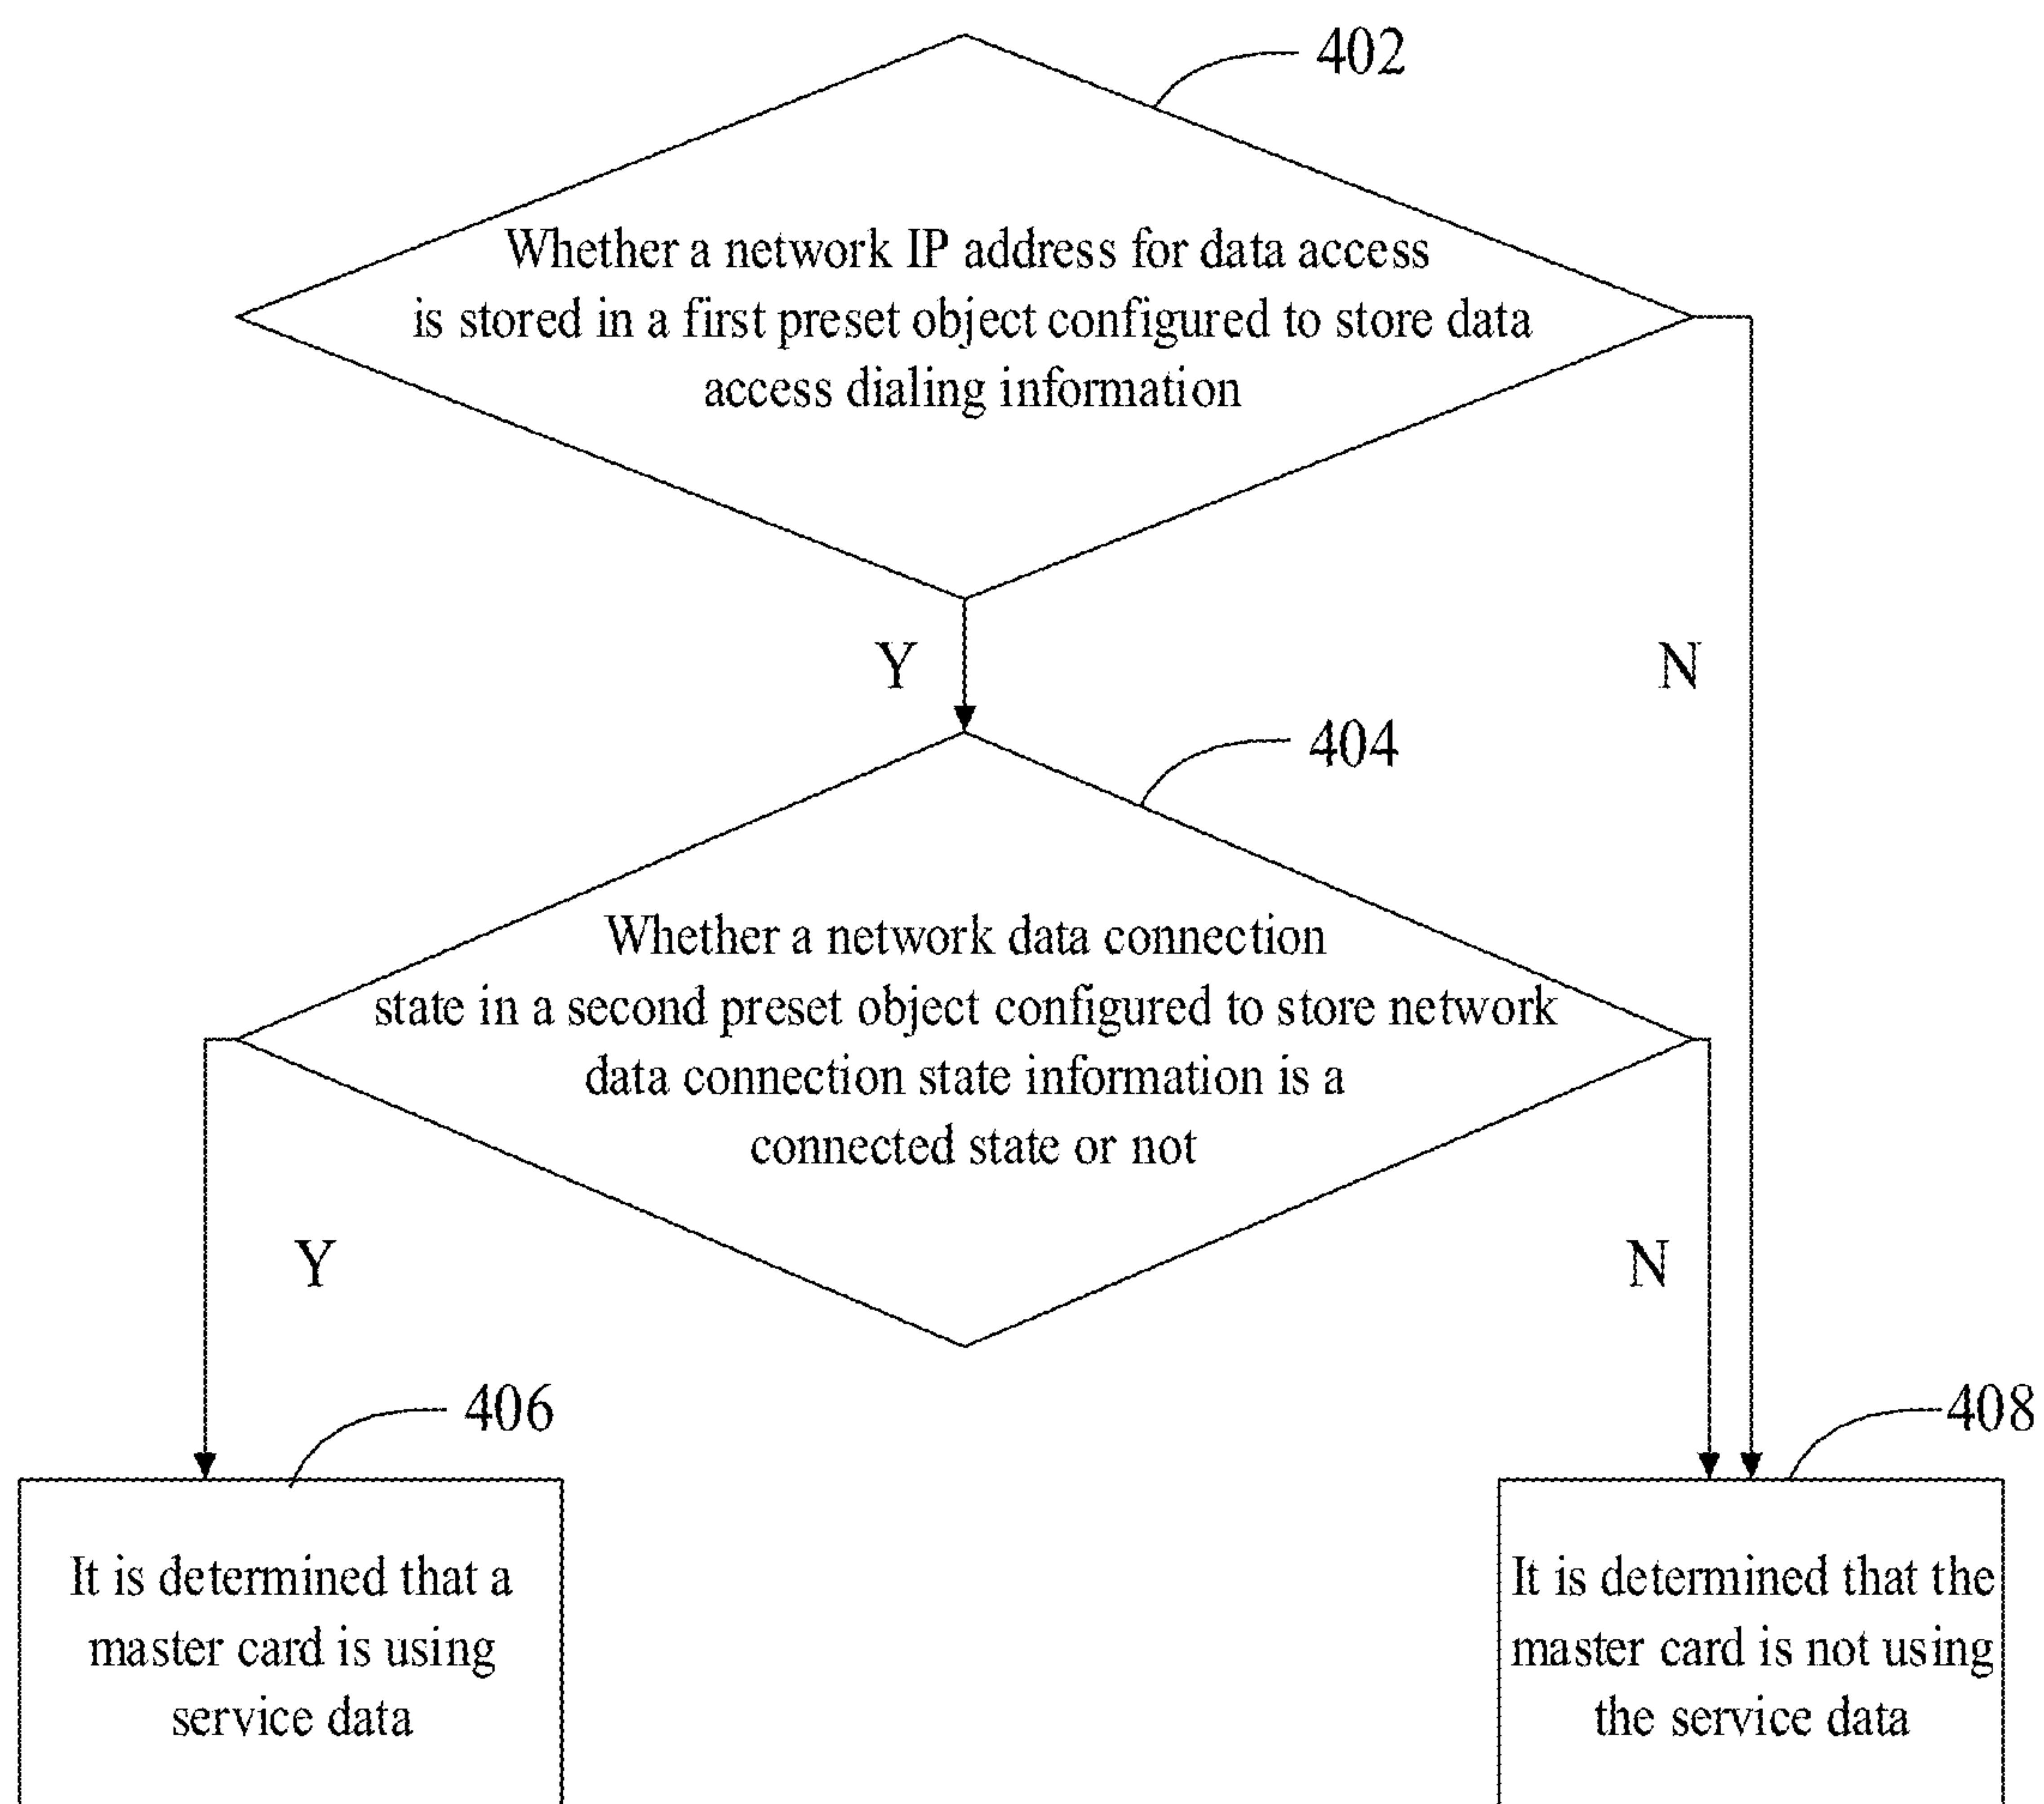 402
Whether a network IP address for data access
is stored in a first preset object configured to store data
access dialing information
Y
N
404
Whether a network data connection
state in a second preset object configured to store network
data connection state information is a
connected state or not
Y
N
406
408
It is determined that a
master card is using
service data
It is determined that the
master card is not using
the service data